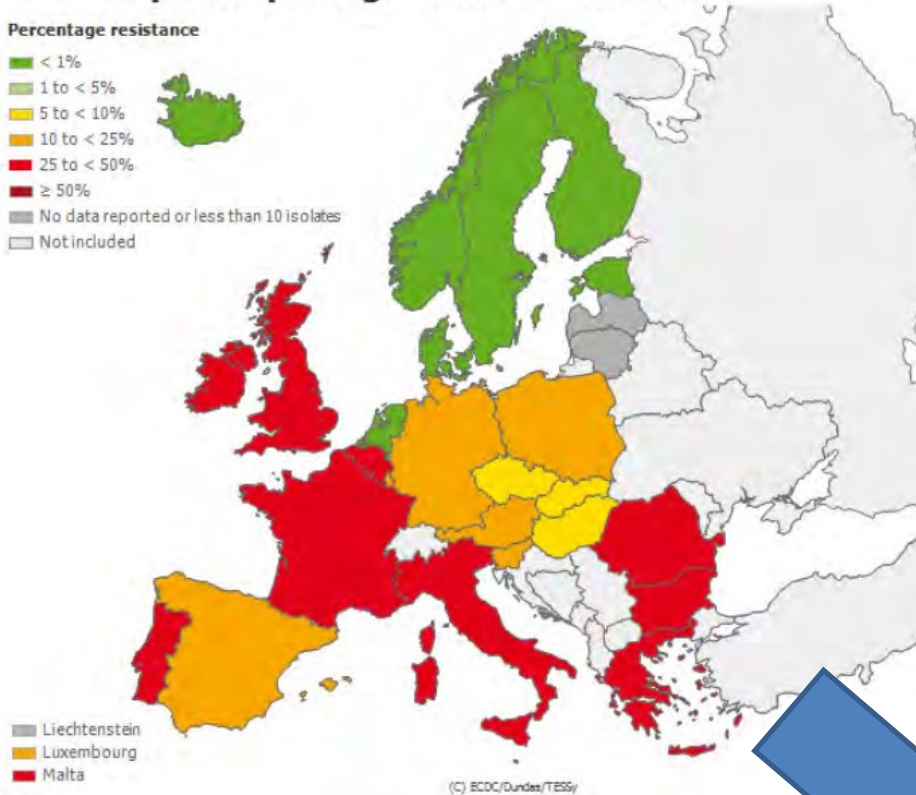 Percentage resistance
< 1%
1 to < 5%
5 to < 10%
10 to < 25%
25 to < 50%
≥ 50%
No data reported or less than 10 isolates
Not included
Liechtenstein
Luxembourg
Malta
(C) ECDC/Dundas/TESSy